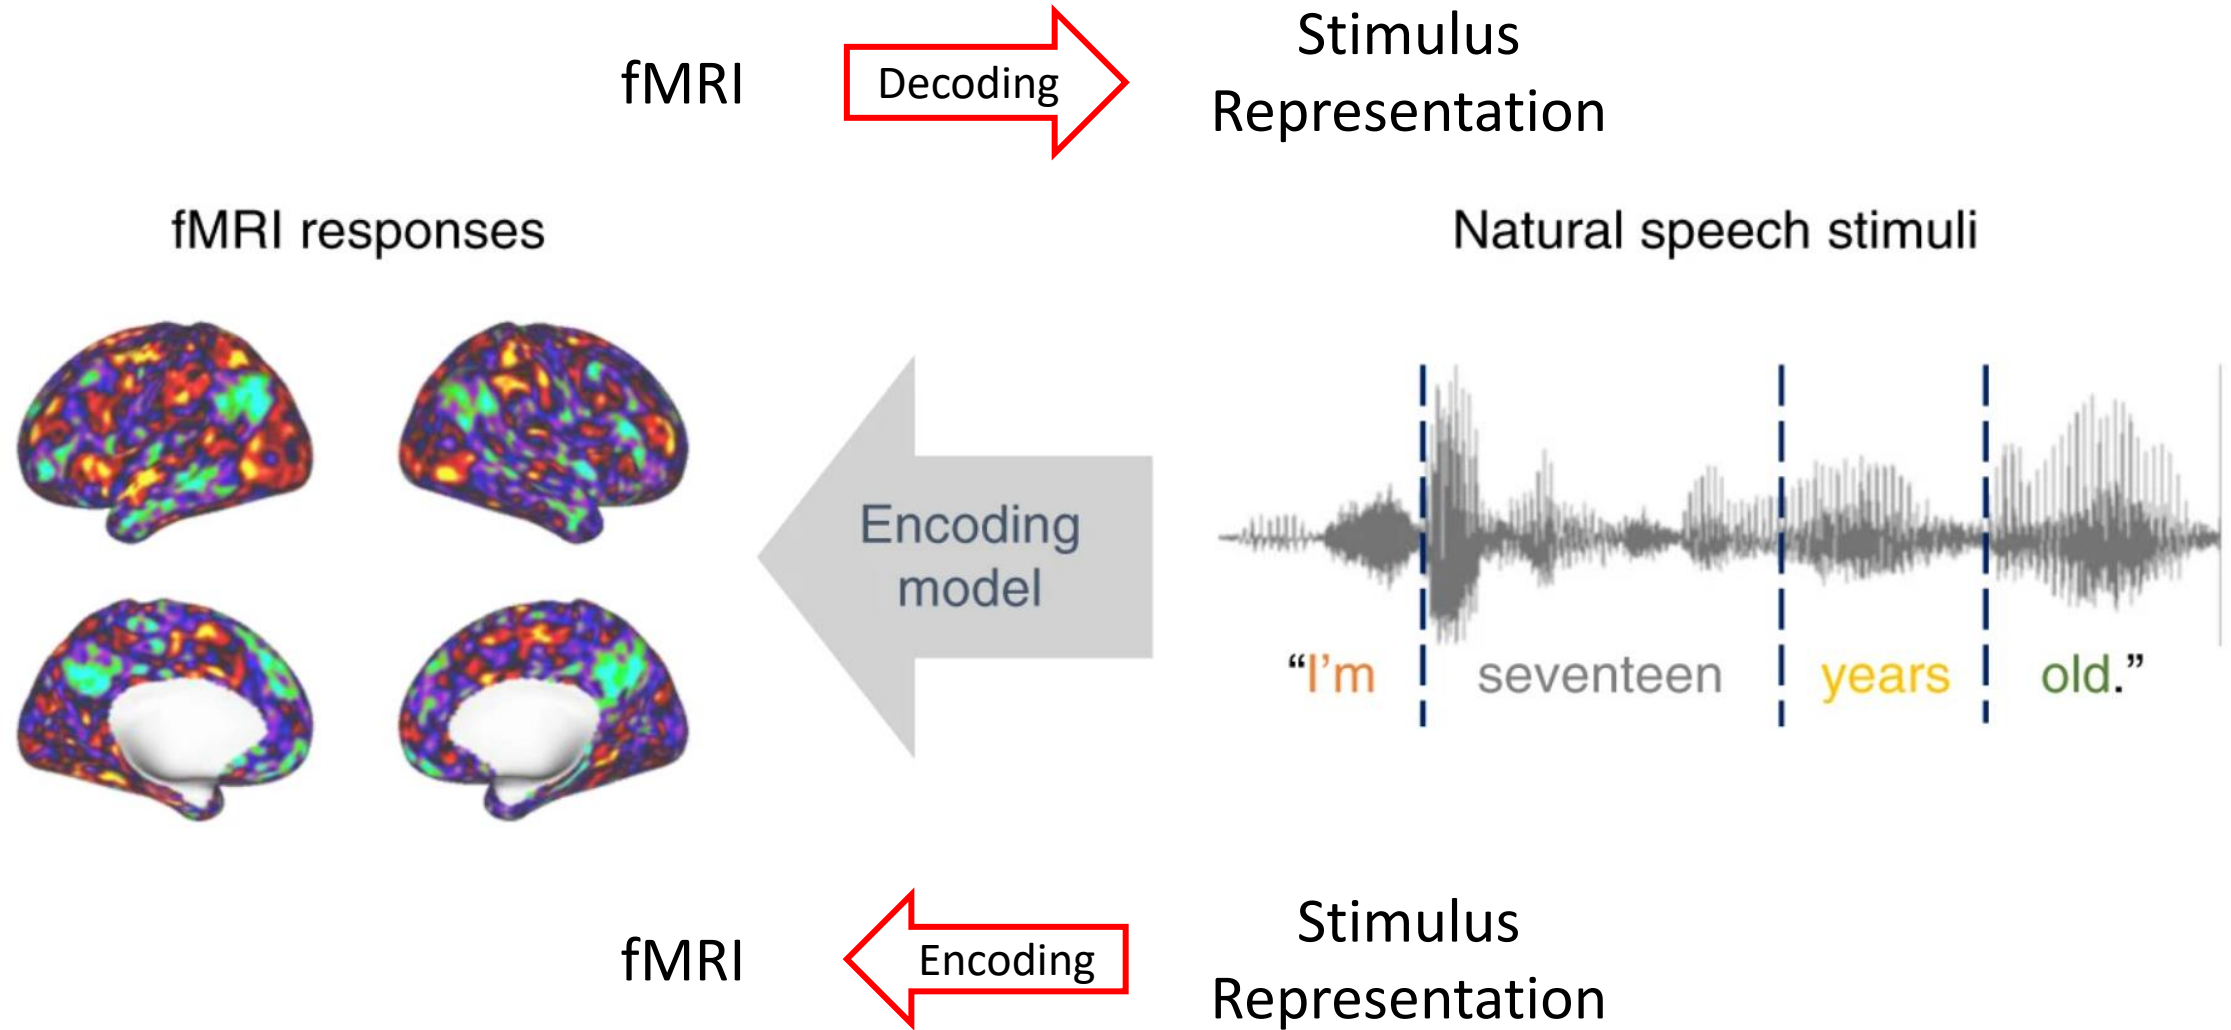 fMRI
Decoding
Stimulus
Representation
fMRI responses
Natural speech stimuli
Encoding
model
“I’m seventeen years old.”
fMRI
Encoding
Stimulus
Representation